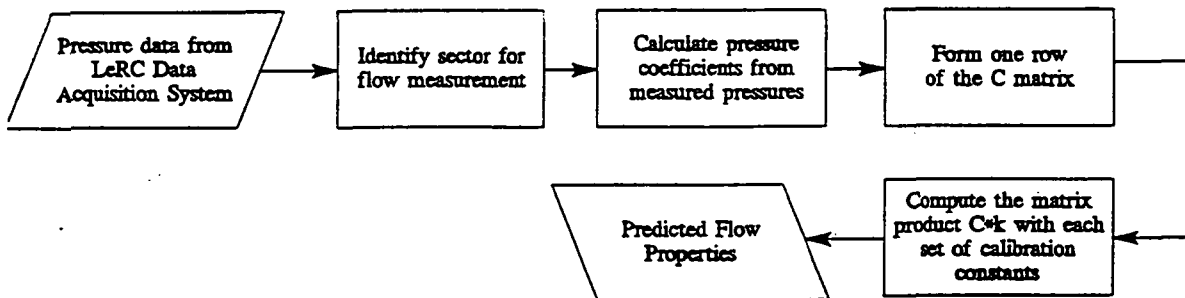 Pressure data from
LeRC Data
Acquisition System
Identify sector for
flow measurement
Calculate pressure
coefficients from
measured pressures
Form one row
of the C matrix
Compute the matrix
product C*k with each
set of calibration
constants
Predicted Flow
Properties